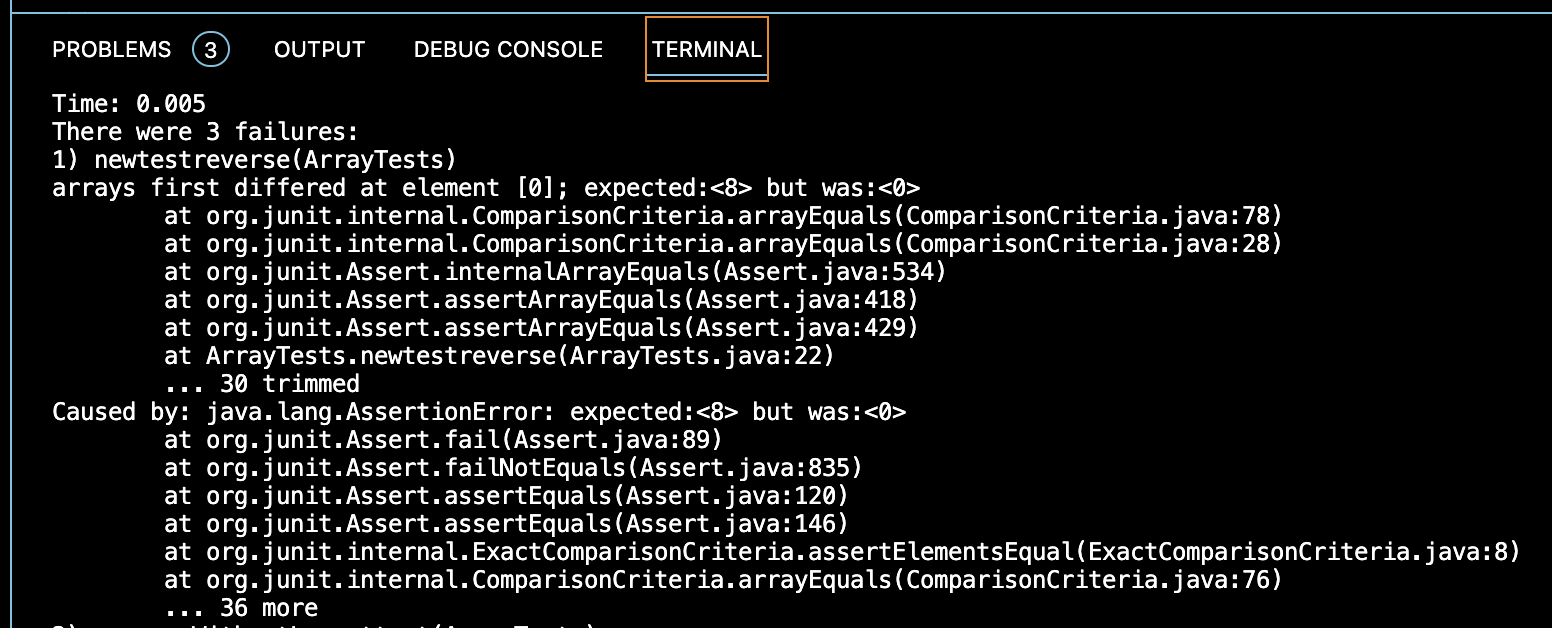 PROBLEMS 3 OUTPUT DEBUG CONSOLE TERMINAL
Time: 0.005
There were 3 failures:
1) newtestreverse(ArrayTests)
arrays first differed at element [0]; expected:<8> but was:<0>
at org.junit.internal.ComparisonCriteria.arrayEquals(ComparisonCriteria.java:78)
at org.junit.internal.ComparisonCriteria.arrayEquals(ComparisonCriteria.java:28)
at org.junit.Assert.internalArrayEquals(Assert.java:534)
at org.junit.Assert.assertArrayEquals(Assert.java:418)
at org.junit.Assert.assertArrayEquals(Assert.java:429)
at ArrayTests.newtestreverse(ArrayTests.java:22)
... 30 trimmed
Caused by: java.lang.AssertionError: expected:<8> but was:<0>
at org.junit.Assert.fail(Assert.java:89)
at org.junit.Assert.failNotEquals(Assert.java:835)
at org.junit.Assert.assertEquals(Assert.java:120)
at org.junit.Assert.assertEquals(Assert.java:146)
at org.junit.internal.ExactComparisonCriteria.assertElementsEqual(ExactComparisonCriteria.java:8)
at org.junit.internal.ComparisonCriteria.arrayEquals(ComparisonCriteria.java:76)
... 36 more